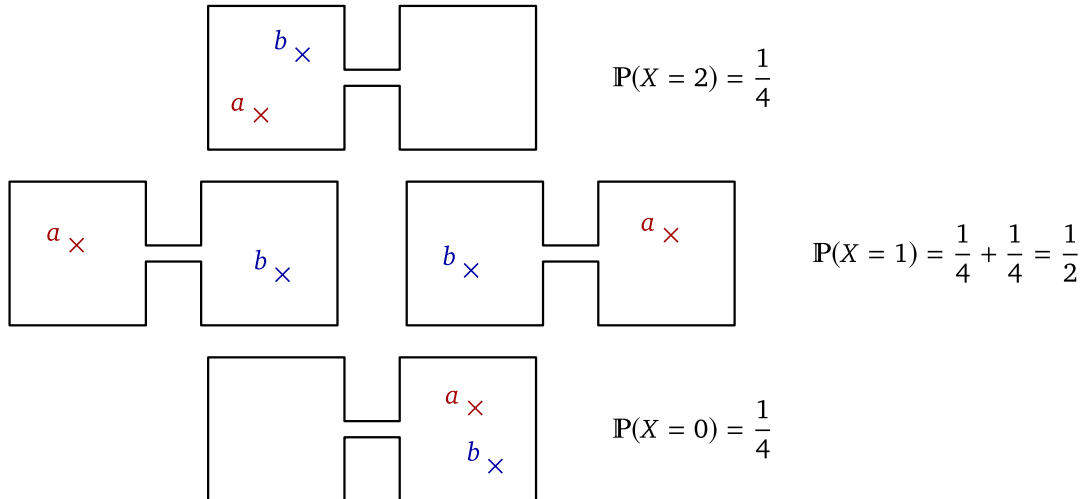 b
a
ℙ(X = 2) = 1/4
a
b
b
a
ℙ(X = 1) = 1/4 + 1/4 = 1/2
a
b
ℙ(X = 0) = 1/4